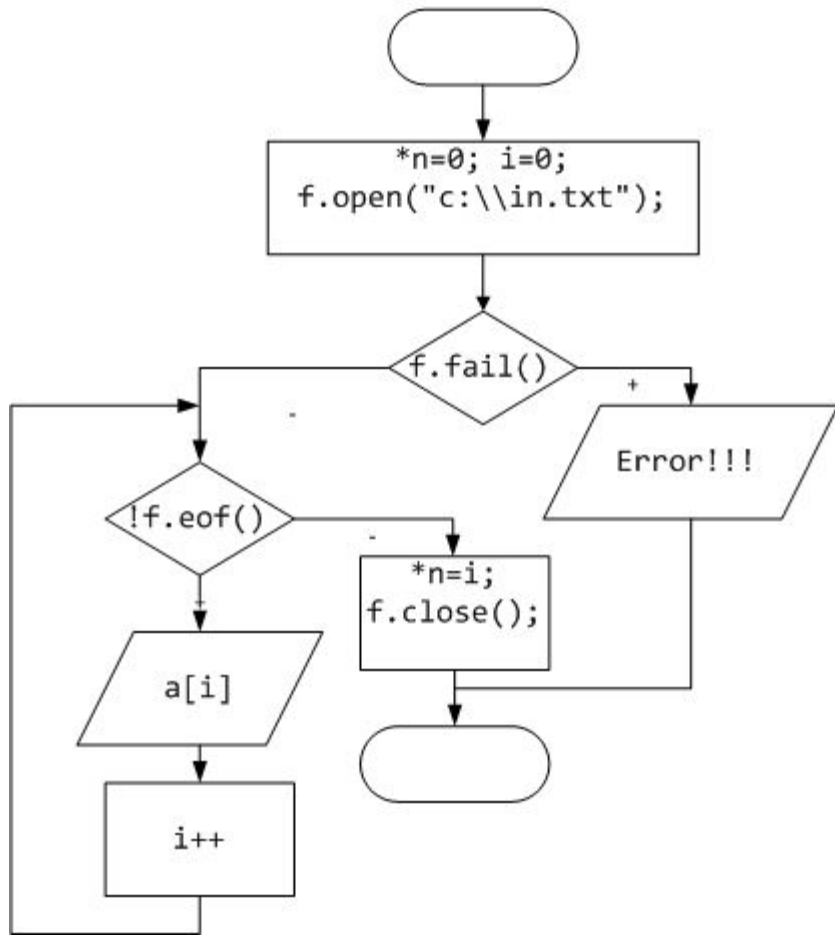 *n=0; i=0;
f.open("c:\\in.txt");
f.fail()
+
-
Error!!!
!f.eof()
-
*n=i;
f.close();
+
a[i]
i++